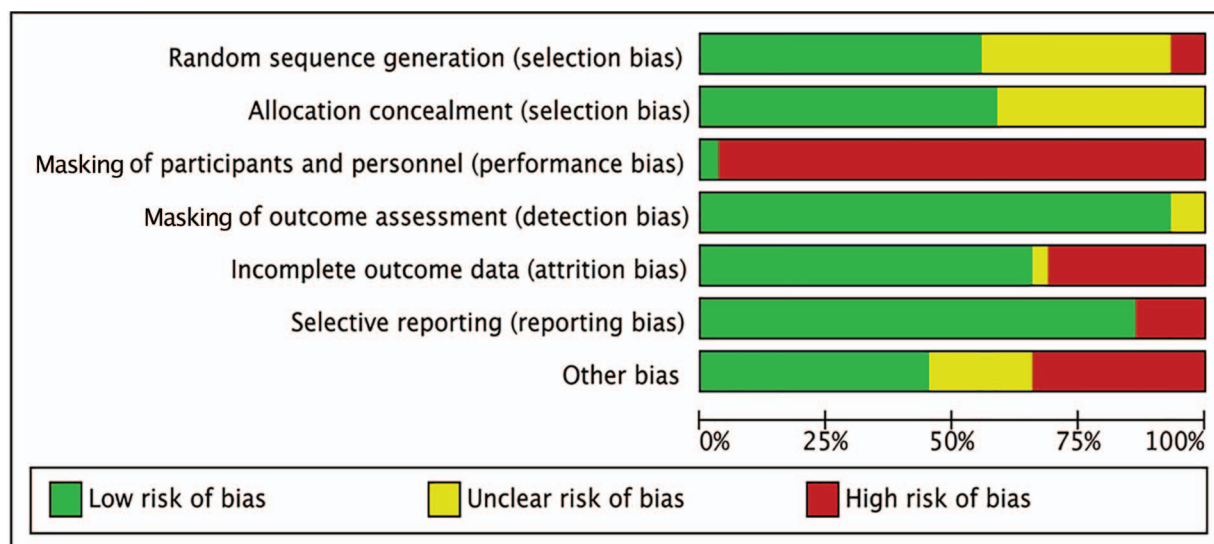 Random sequence generation (selection bias)
Allocation concealment (selection bias)
Masking of participants and personnel (performance bias)
Masking of outcome assessment (detection bias)
Incomplete outcome data (attrition bias)
Selective reporting (reporting bias)
Other bias
0% 25% 50% 75% 100%
Low risk of bias Unclear risk of bias High risk of bias